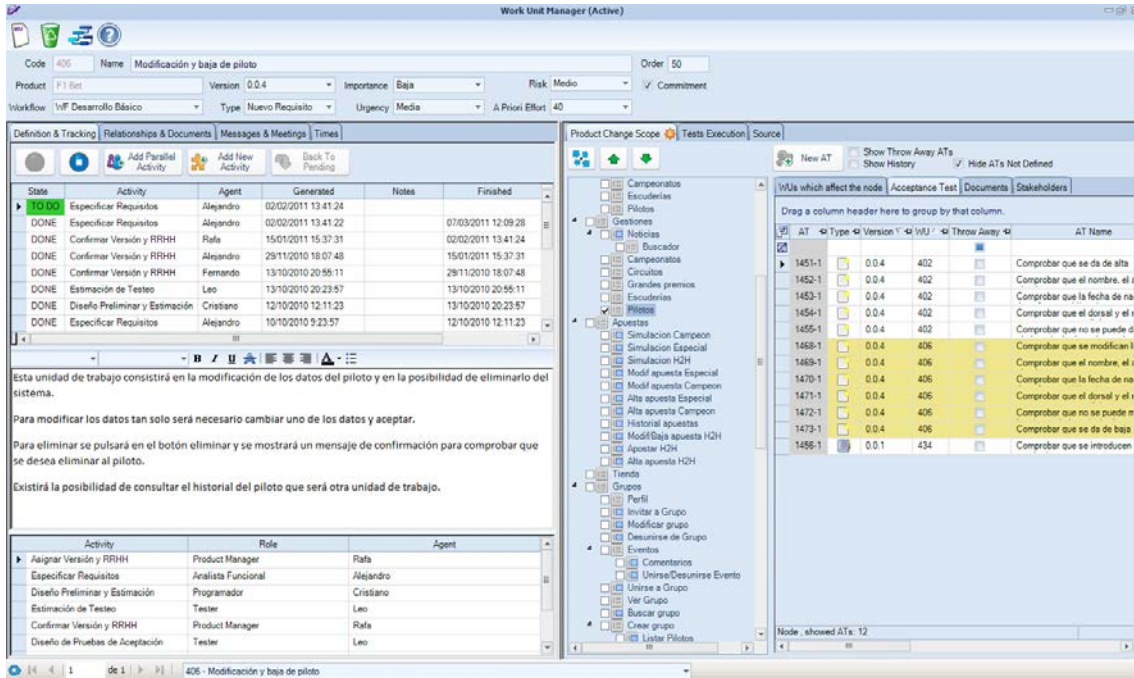 Work Unit Manager (Active)
Code 406 Name Modificación y baja de piloto Order 50
Product F1 Bet Version 0.0.4 Importance Baja Risk Medio Commitment
Workflow WF Desarrollo Básico Type Nuevo Requisito Urgency Media A Priori Effort 40
Definition & Tracking Relationships & Documents Messages & Meetings Times
Add Parallel Activity Add New Activity Back To Pending
State Activity Agent Generated Notes Finished
TO DO Especificar Requisitos Alejandro 02/02/2011 13:41:24
DONE Especificar Requisitos Alejandro 02/02/2011 13:41:22 07/03/2011 12:09:28
DONE Confirmar Versión y RRHH Rafa 15/01/2011 15:37:31 02/02/2011 13:41:24
DONE Confirmar Versión y RRHH Alejandro 29/11/2010 18:07:48 15/01/2011 15:37:31
DONE Confirmar Versión y RRHH Fernando 13/10/2010 20:55:11 29/11/2010 18:07:48
DONE Estimación de Testeo Leo 13/10/2010 20:23:57 13/10/2010 20:55:11
DONE Diseño Preliminar y Estimación Cristiano 12/10/2010 12:11:23 13/10/2010 20:23:57
DONE Especificar Requisitos Alejandro 10/10/2010 9:23:57 12/10/2010 12:11:23
B I U A A
Esta unidad de trabajo consistirá en la modificación de los datos del piloto y en la posibilidad de eliminarlo del
sistema.
Para modificar los datos tan solo será necesario cambiar uno de los datos y aceptar.
Para eliminar se pulsará en el botón eliminar y se mostrará un mensaje de confirmación para comprobar que
se desea eliminar al piloto.
Existirá la posibilidad de consultar el historial del piloto que será otra unidad de trabajo.
Activity Role Agent
Asignar Versión y RRHH Product Manager Rafa
Especificar Requisitos Analista Funcional Alejandro
Diseño Preliminar y Estimación Programador Cristiano
Estimación de Testeo Tester Leo
Confirmar Versión y RRHH Product Manager Rafa
Diseño de Pruebas de Aceptación Tester Leo
Product Change Scope Tests Execution Source
Campeonatos
Escuderías
Pilotos
Gestiones
Noticias
Buscador
Campeonatos
Circuitos
Grandes premios
Escuderias
Pilotos
Apuestas
Simulacion Campeon
Simulacion Especial
Simulacion H2H
Modif apuesta Especial
Modif apuesta Campeon
Alta apuesta Especial
Alta apuesta Campeon
Historial apuestas
Modif/Baja apuesta H2H
Apostar H2H
Alta apuesta H2H
Tienda
Grupos
Perfil
Invitar a Grupo
Modificar grupo
Desunirse de Grupo
Eventos
Comentarios
Unirse/Desunirse Evento
Unirse a Grupo
Ver Grupo
Buscar grupo
Crear grupo
Listar Pilotos
New AT Show Throw Away ATs
Show History Hide ATs Not Defined
WUs which affect the node Acceptance Test Documents Stakeholders
Drag a column header here to group by that column.
AT Type Version WU Throw Away AT Name
1451-1 0.0.4 402 Comprobar que se da de alta
1452-1 0.0.4 402 Comprobar que el nombre, el a
1453-1 0.0.4 402 Comprobar que la fecha de na
1454-1 0.0.4 402 Comprobar que el dorsal y el
1455-1 0.0.4 402 Comprobar que no se puede d
1468-1 0.0.4 406 Comprobar que se modifican
1469-1 0.0.4 406 Comprobar que el nombre, el a
1470-1 0.0.4 406 Comprobar que la fecha de na
1471-1 0.0.4 406 Comprobar que el dorsal y el
1472-1 0.0.4 406 Comprobar que no se puede m
1473-1 0.0.4 406 Comprobar que se da de baja
1456-1 0.0.1 434 Comprobar que se introducen
Node , showed ATs: 12
1 de 1 406 - Modificación y baja de piloto